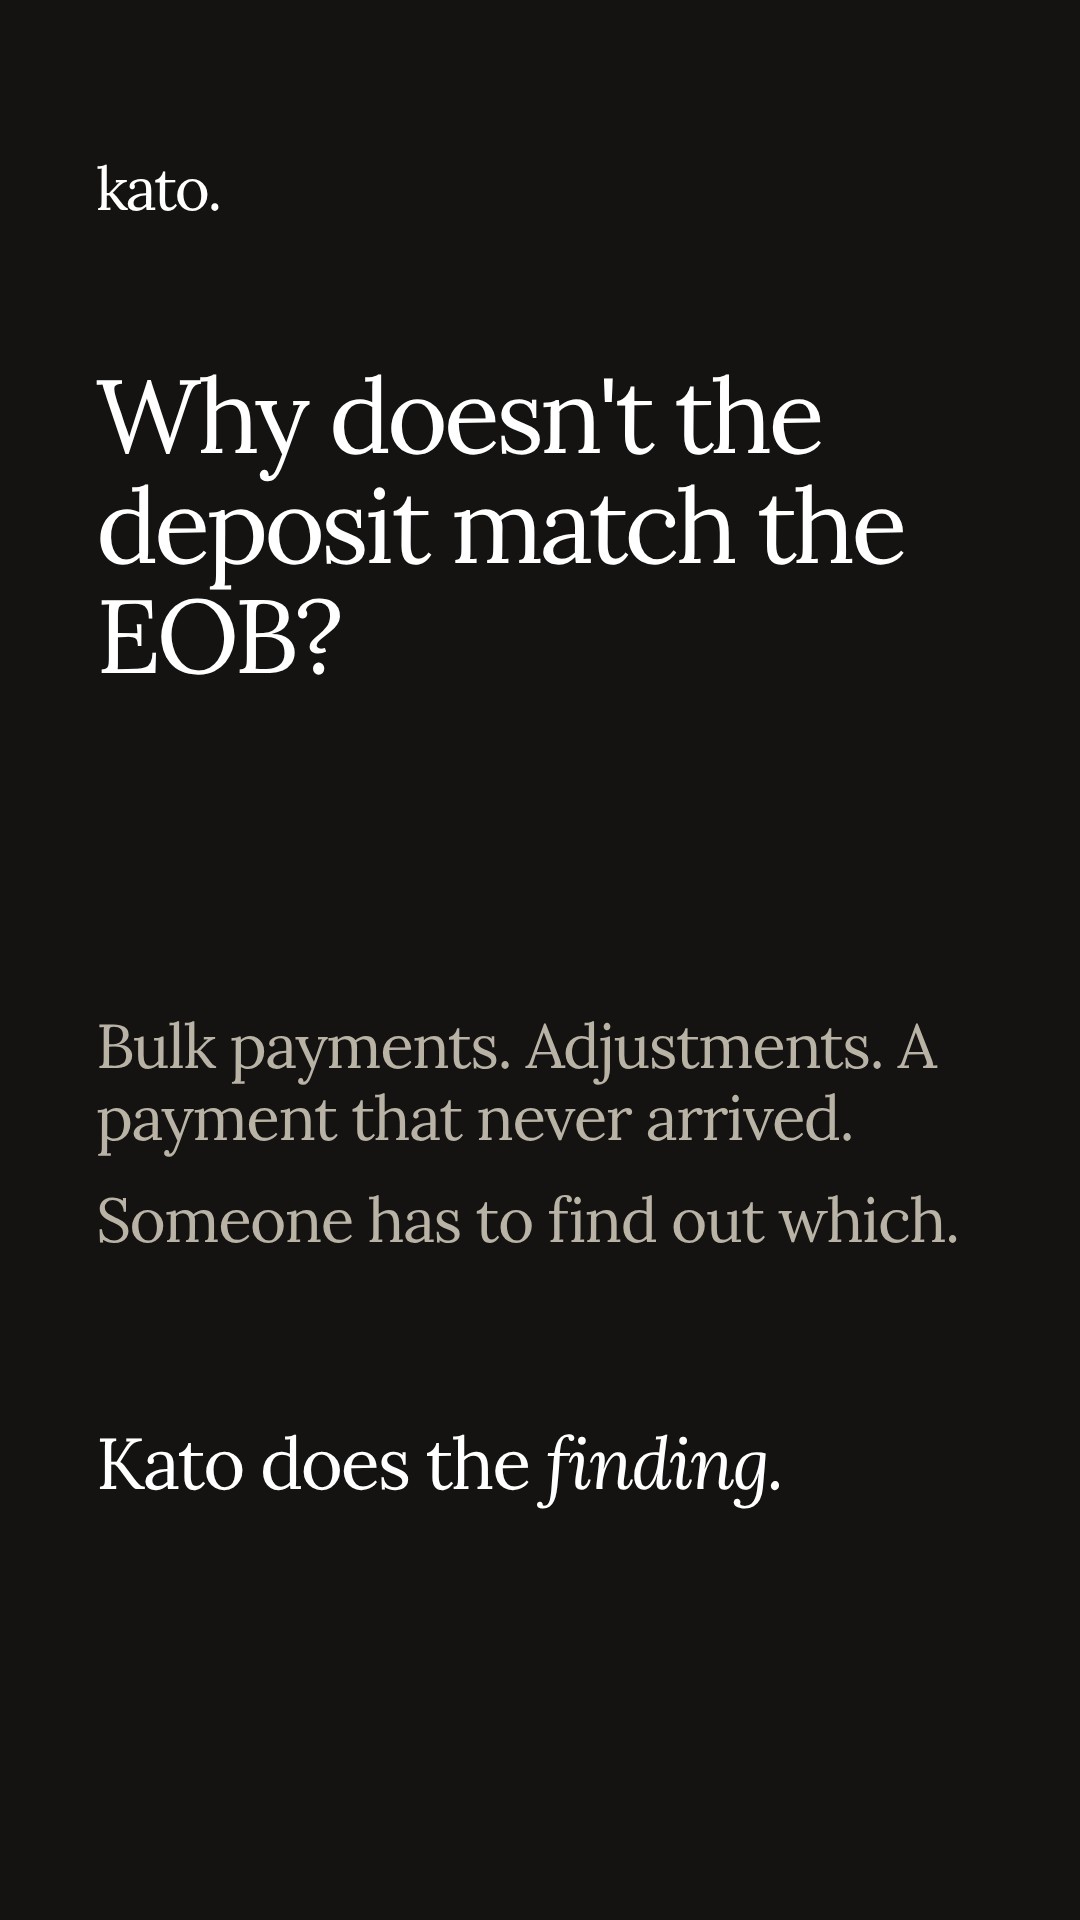 kato.
Why doesn't the
deposit match the
EOB?
Bulk payments. Adjustments. A
payment that never arrived.
Someone has to find out which.
Kato does the finding.